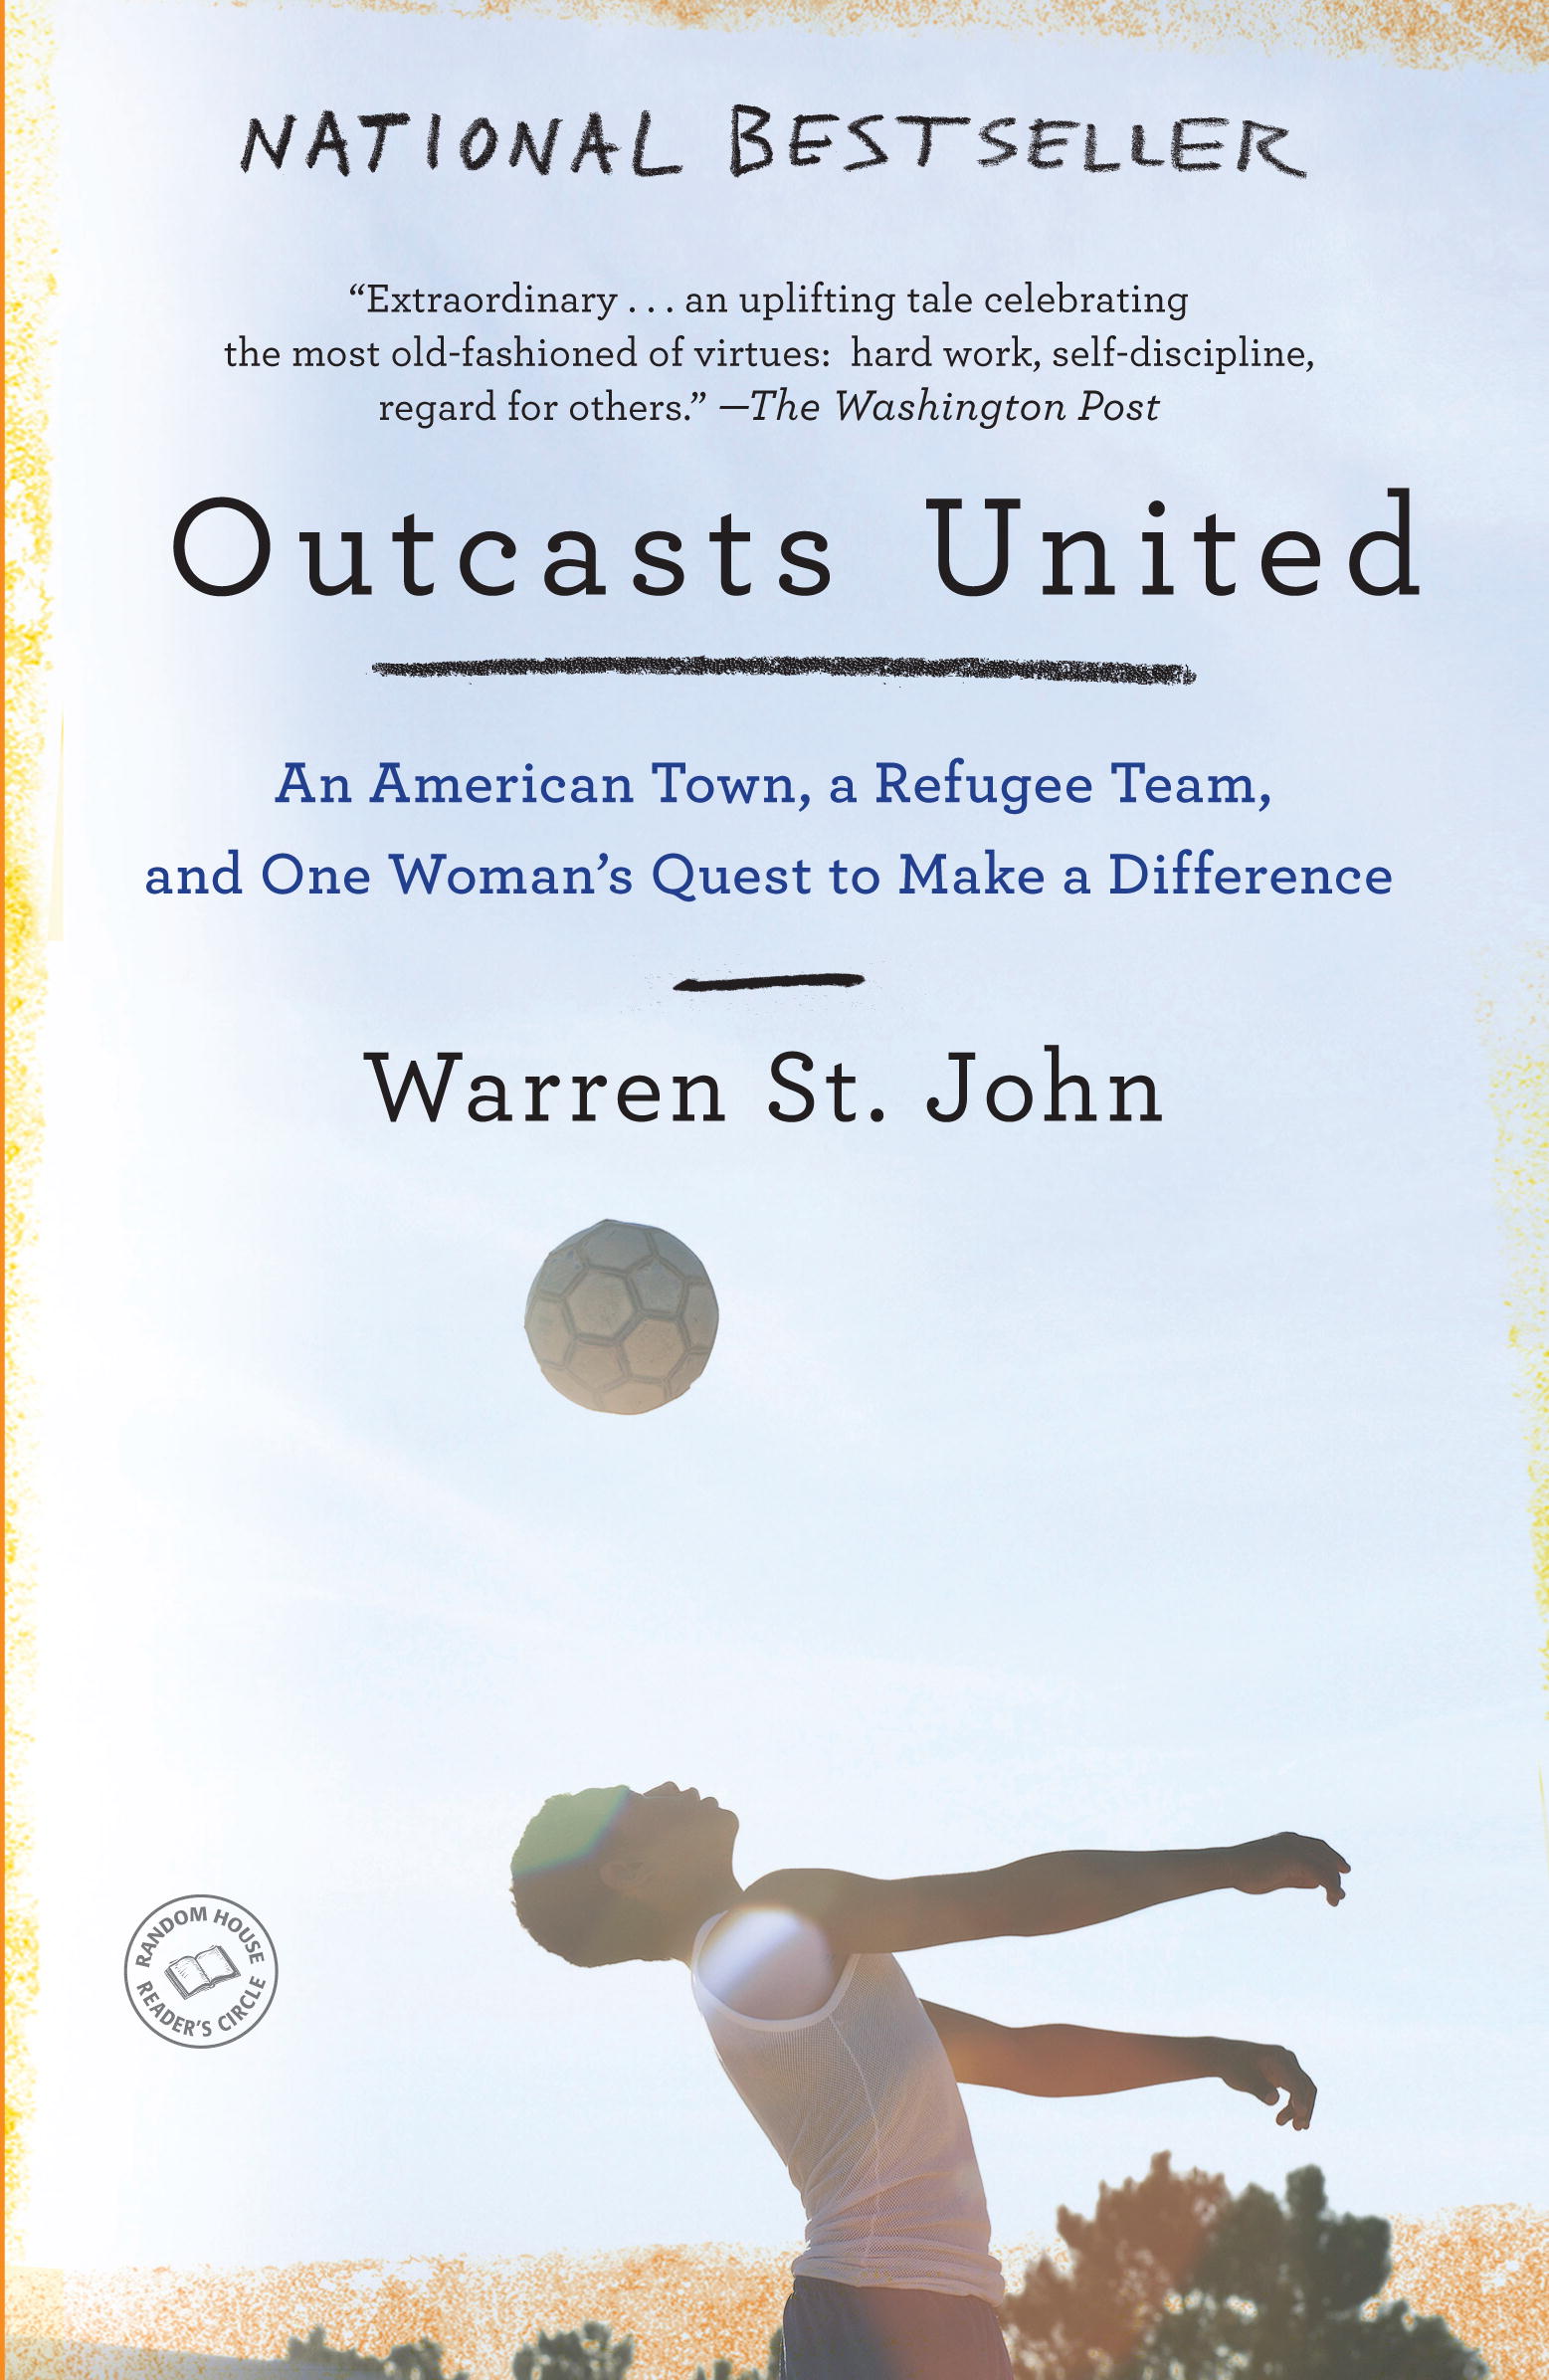 NATIONAL BESTSELLER
“Extraordinary . . . an uplifting tale celebrating
the most old-fashioned of virtues:  hard work, self-discipline,
regard for others.” —The Washington Post
Outcasts United
An American Town, a Refugee Team,
and One Woman’s Quest to Make a Difference
Warren St. John
RANDOM HOUSE
READER’S CIRCLE